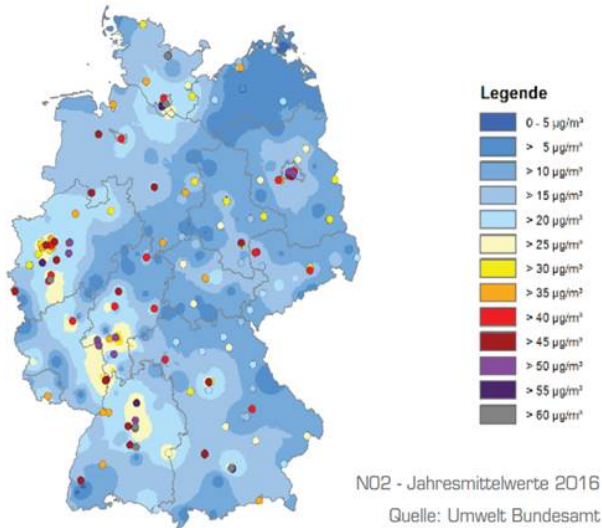 Legende
0 - 5 µg/m³
> 5 µg/m³
> 10 µg/m³
> 15 µg/m³
> 20 µg/m³
> 25 µg/m³
> 30 µg/m³
> 35 µg/m³
> 40 µg/m³
> 45 µg/m³
> 50 µg/m³
> 55 µg/m³
> 60 µg/m³
NO2 - Jahresmittelwerte 2016
Quelle: Umwelt Bundesamt